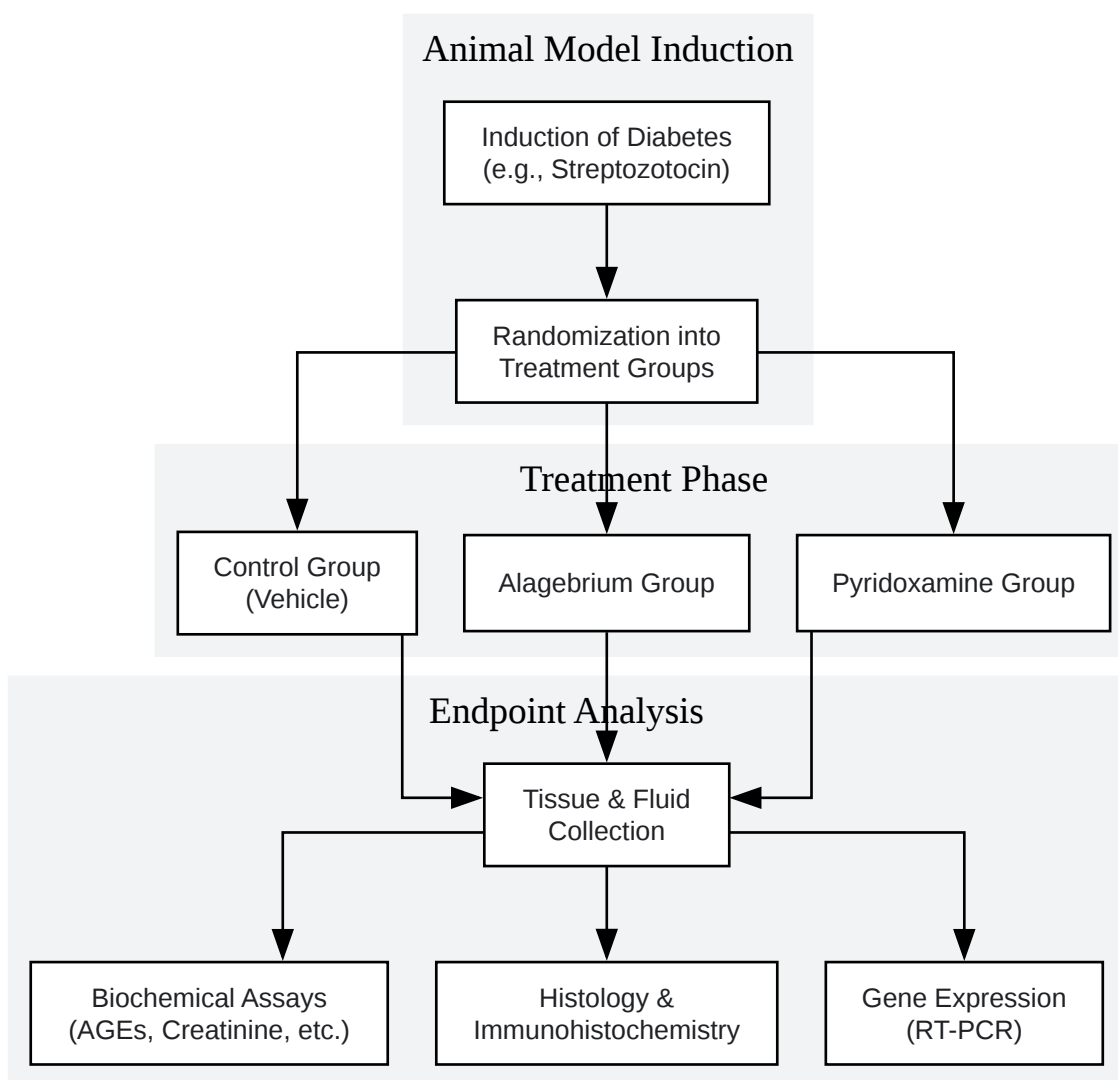 Animal Model Induction
Induction of Diabetes
(e.g., Streptozotocin)
Randomization into
Treatment Groups
Treatment Phase
Control Group
(Vehicle)
Alagebrium Group
Pyridoxamine Group
Endpoint Analysis
Tissue & Fluid
Collection
Biochemical Assays
(AGEs, Creatinine, etc.)
Histology &
Immunohistochemistry
Gene Expression
(RT-PCR)